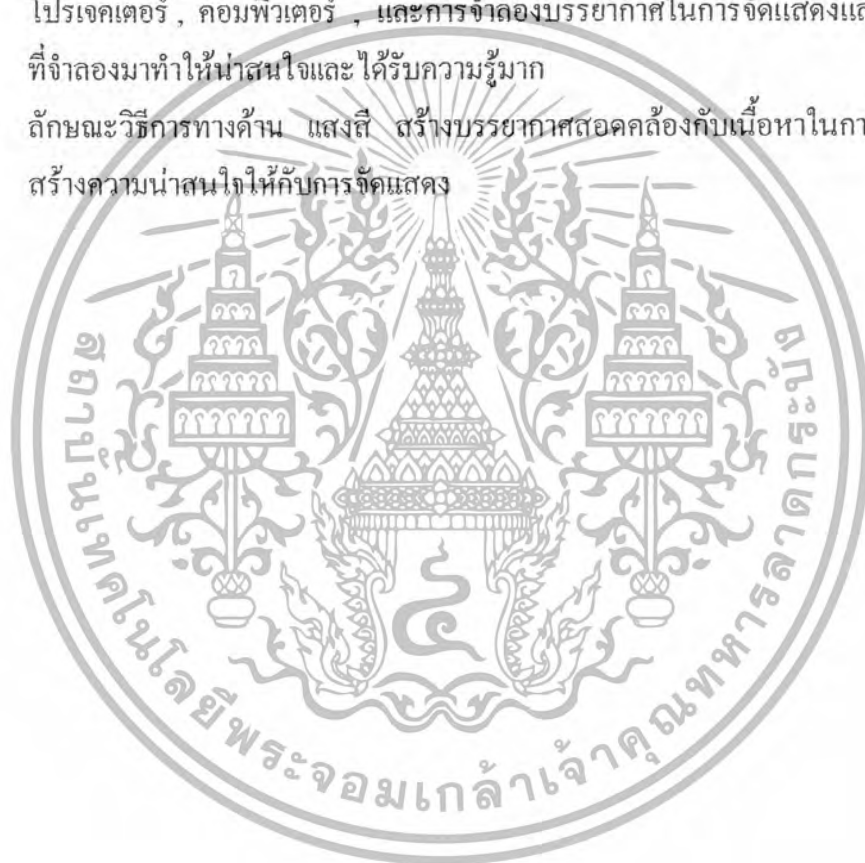 โปรเจคเตอร์ , คอมพิวเตอร์ , และการจำลองบรรยากาศในการจัดแสดง
ที่จำลองมาทำให้น่าสนใจและ ได้รับความรู้มาก
ลักษณะวิธีการทางด้าน แสงสี สร้างบรรยากาศสอดคล้องกับเนื้อหาใน
สร้างความน่าสนใจให้กับการจัดแสดง
สถาบันเทคโนโลยีพระจอมเกล้าเจ้าคุณทหารลาดกระบัง
๔